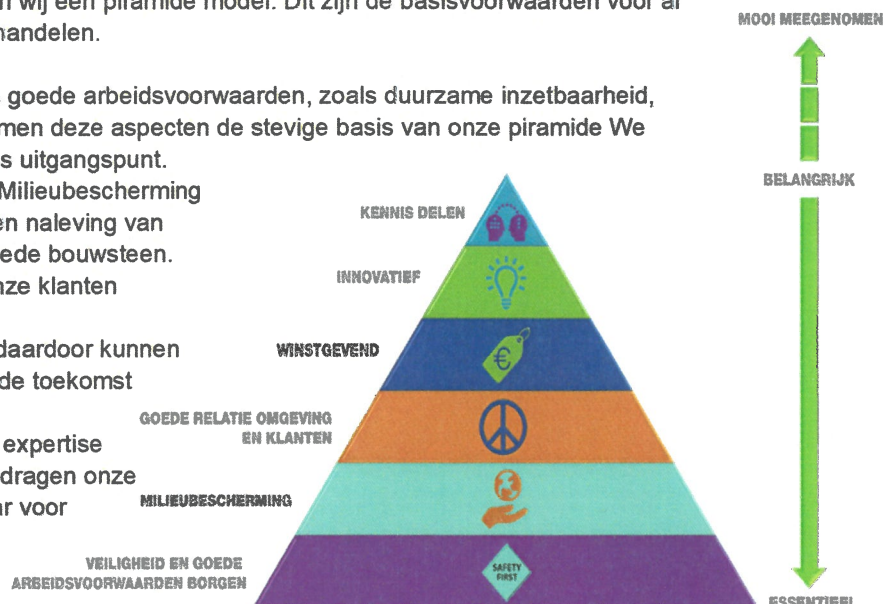 n wij een piramide model. Dit zijn de basisvoorwaarden voor al
handelen.
goede arbeidsvoorwaarden, zoals duurzame inzetbaarheid,
men deze aspecten de stevige basis van onze piramide We
s uitgangspunt.
Milieubescherming
en naleving van
ede bouwsteen.
nze klanten
daardoor kunnen
de toekomst
expertise
dragen onze
ar voor
KENNIS DELEN
INNOVATIEF
WINSTGEVEND
€
GOEDE RELATIE OMGEVING
EN KLANTEN
MILIEUBESCHERMING
VEILIGHEID EN GOEDE
ARBEIDSVOORWAARDEN BORGEN
SAFETY
FIRST
MOOI MEEGENOMEN
BELANGRIJK
ESSENTIEEL